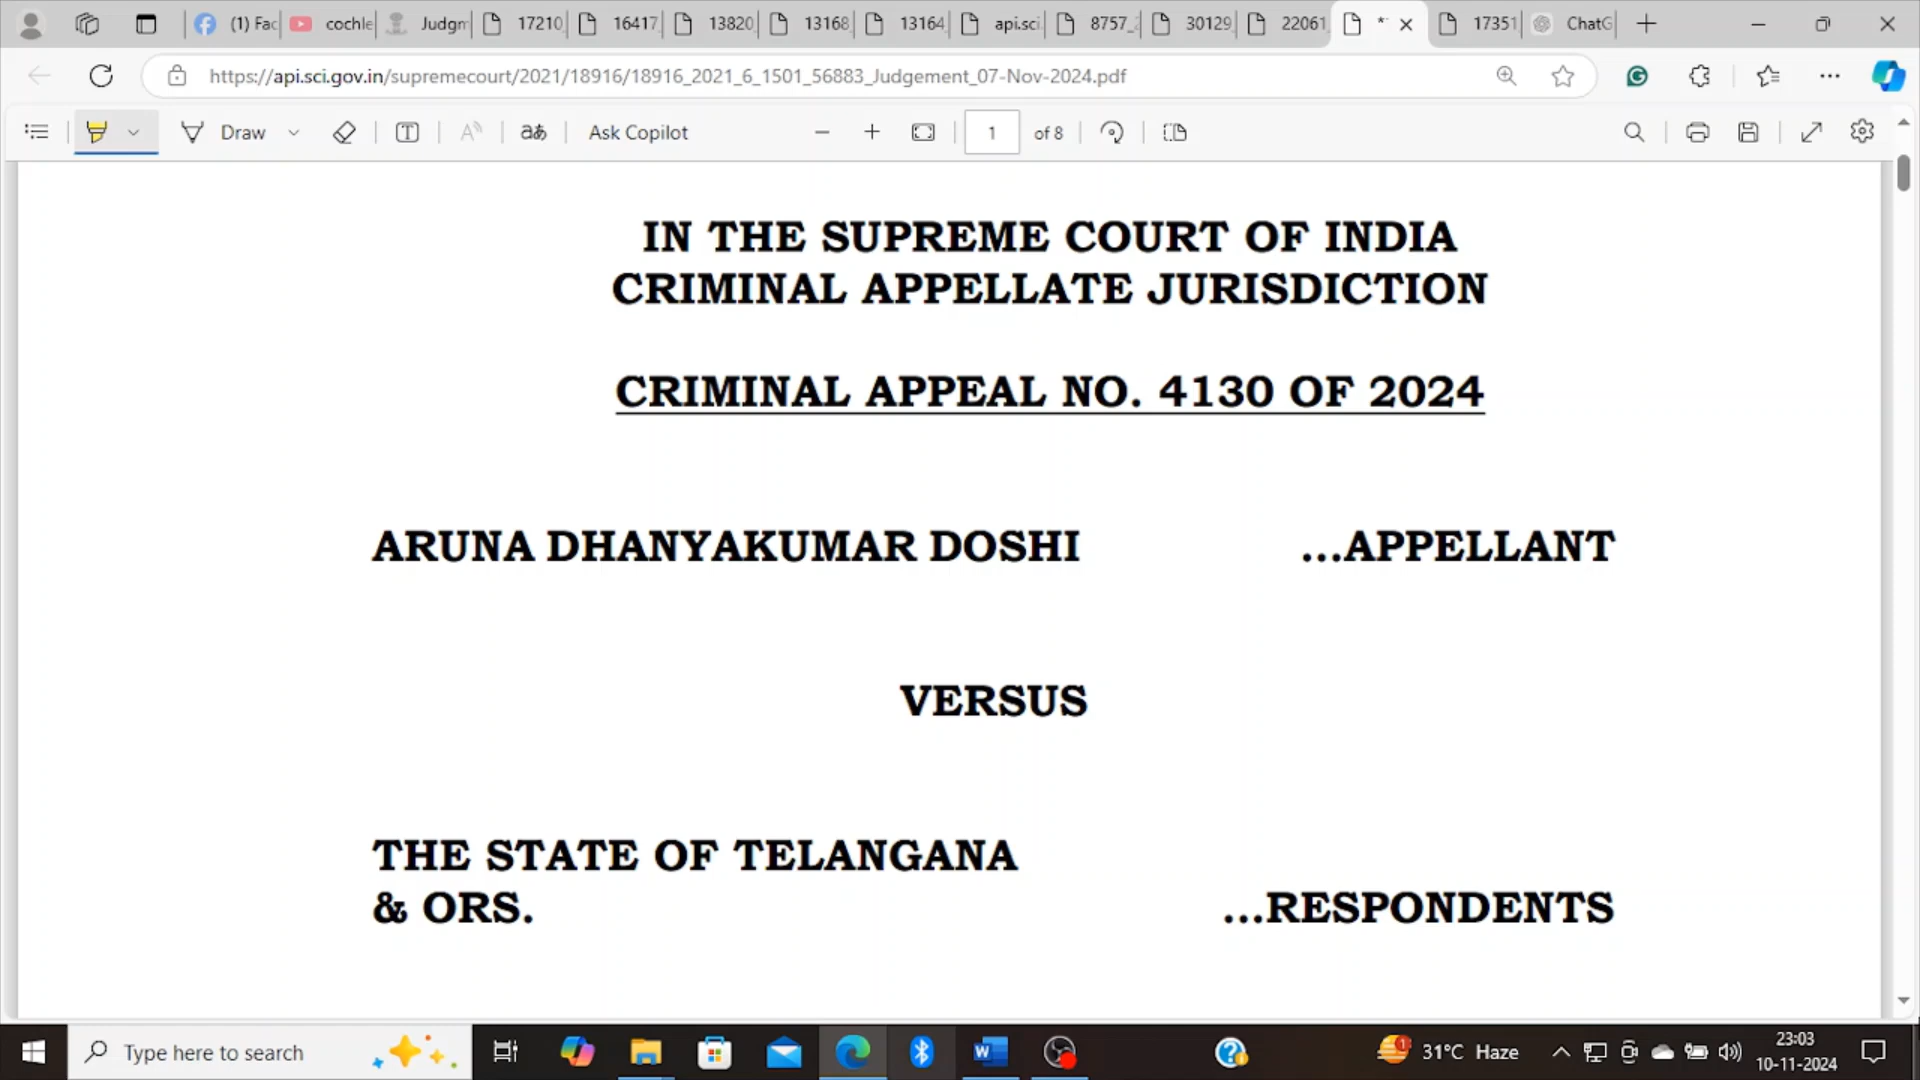 (1) Fac
cochle
Judgm
17210
16417
13820
13168
13164
api.sci.
8757_2
30129
22061
*
17351
ChatG
https://api.sci.gov.in/supremecourt/2021/18916/18916_2021_6_1501_56883_Judgement_07-Nov-2024.pdf
Draw
Ask Copilot
1 of 8
IN THE SUPREME COURT OF INDIA
CRIMINAL APPELLATE JURISDICTION
CRIMINAL APPEAL NO. 4130 OF 2024
ARUNA DHANYAKUMAR DOSHI ...APPELLANT
VERSUS
THE STATE OF TELANGANA
& ORS. ...RESPONDENTS
Type here to search
31°C Haze
23:03
10-11-2024